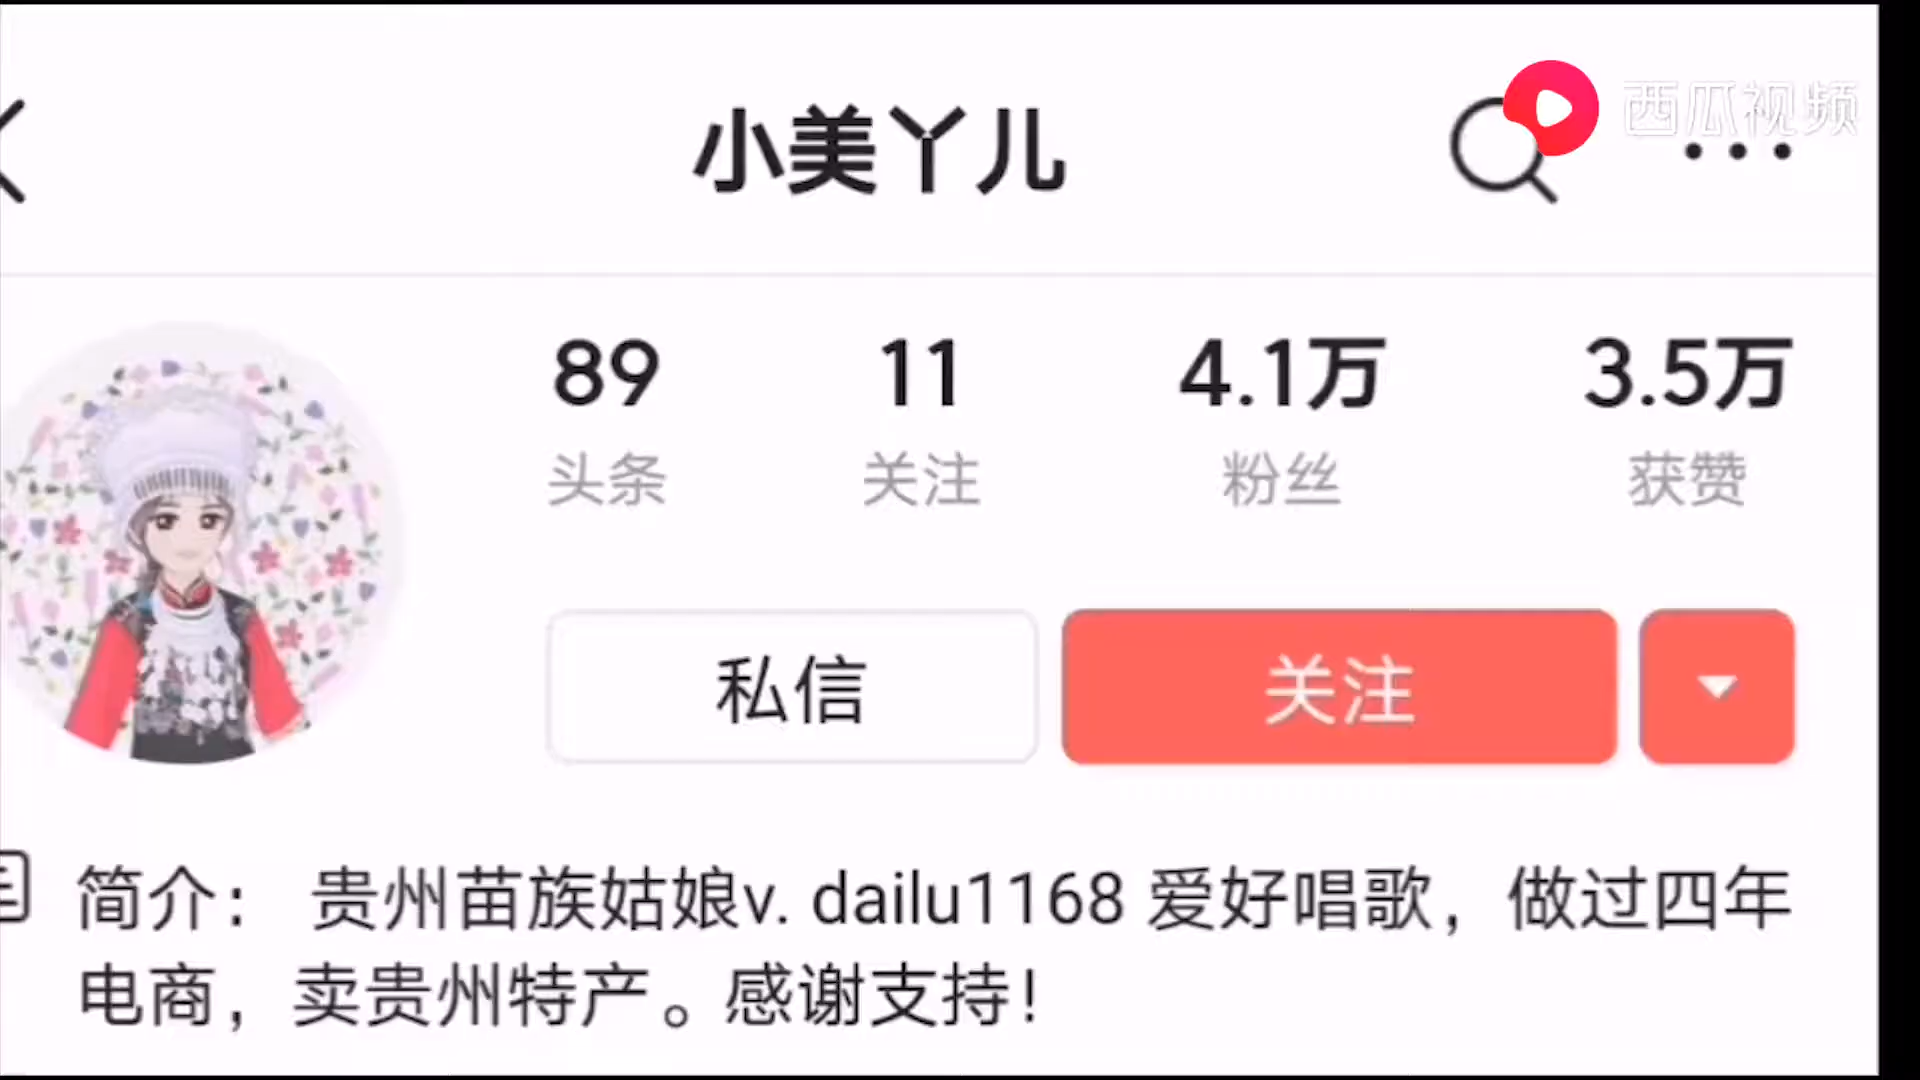 小美丫儿
西瓜视频
89
11
4.1万
3.5万
头条
关注
粉丝
获赞
私信
关注
简介： 贵州苗族姑娘v. dailu1168 爱好唱歌，做过四年
电商，卖贵州特产。感谢支持！